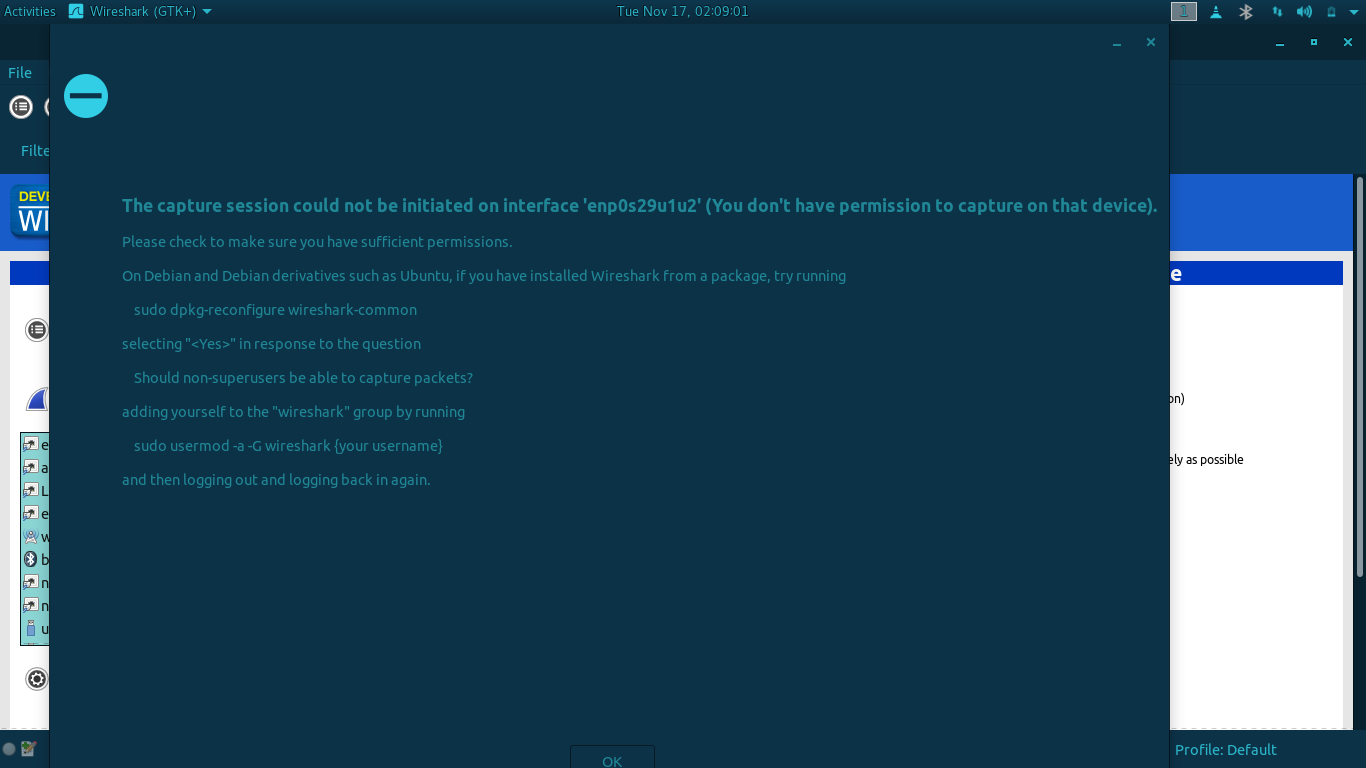 Activities Wireshark (GTK+) Tue Nov 17, 02:09:01 1
File
Filte
DEVE
WI
The capture session could not be initiated on interface 'enp0s29u1u2' (You don't have permission to capture on that device).
Please check to make sure you have sufficient permissions.
On Debian and Debian derivatives such as Ubuntu, if you have installed Wireshark from a package, try running
sudo dpkg-reconfigure wireshark-common
selecting "<Yes>" in response to the question
Should non-superusers be able to capture packets?
adding yourself to the "wireshark" group by running
sudo usermod -a -G wireshark {your username}
and then logging out and logging back in again.
e
on)
ely as possible
e
a
L
e
w
b
n
n
u
OK
Profile: Default